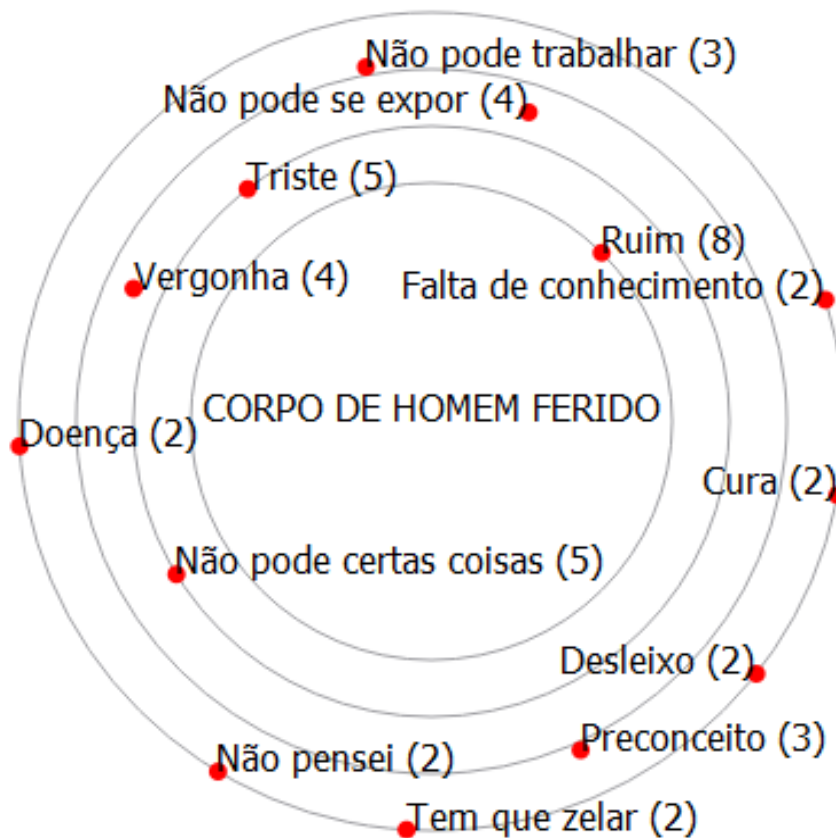 Não pode trabalhar (3)
Não pode se expor (4)
Triste (5)
Ruim (8)
Vergonha (4)
Falta de conhecimento (2)
CORPO DE HOMEM FERIDO
Doença (2)
Cura (2)
Não pode certas coisas (5)
Desleixo (2)
Preconceito (3)
Não pensei (2)
Tem que zelar (2)